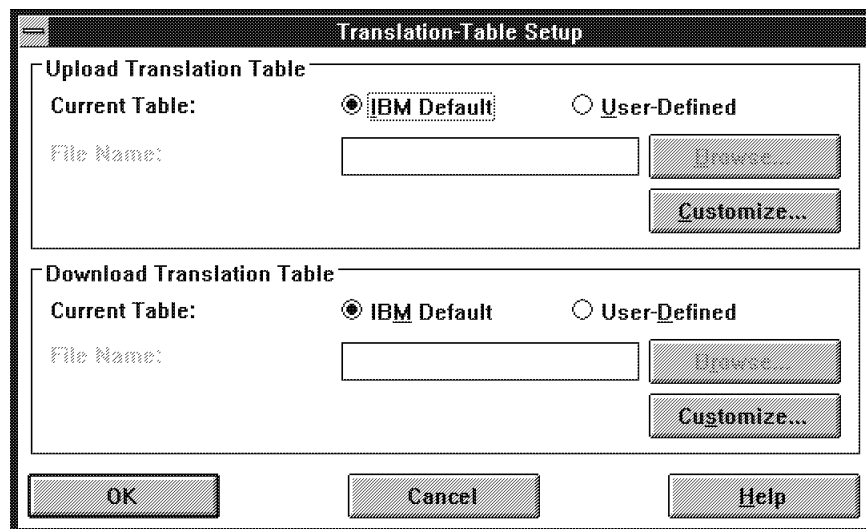 Translation-Table Setup
Upload Translation Table
Current Table: IBM Default User-Defined
File Name: Browse...
Customize...
Download Translation Table
Current Table: IBM Default User-Defined
File Name: Browse...
Customize...
OK Cancel Help